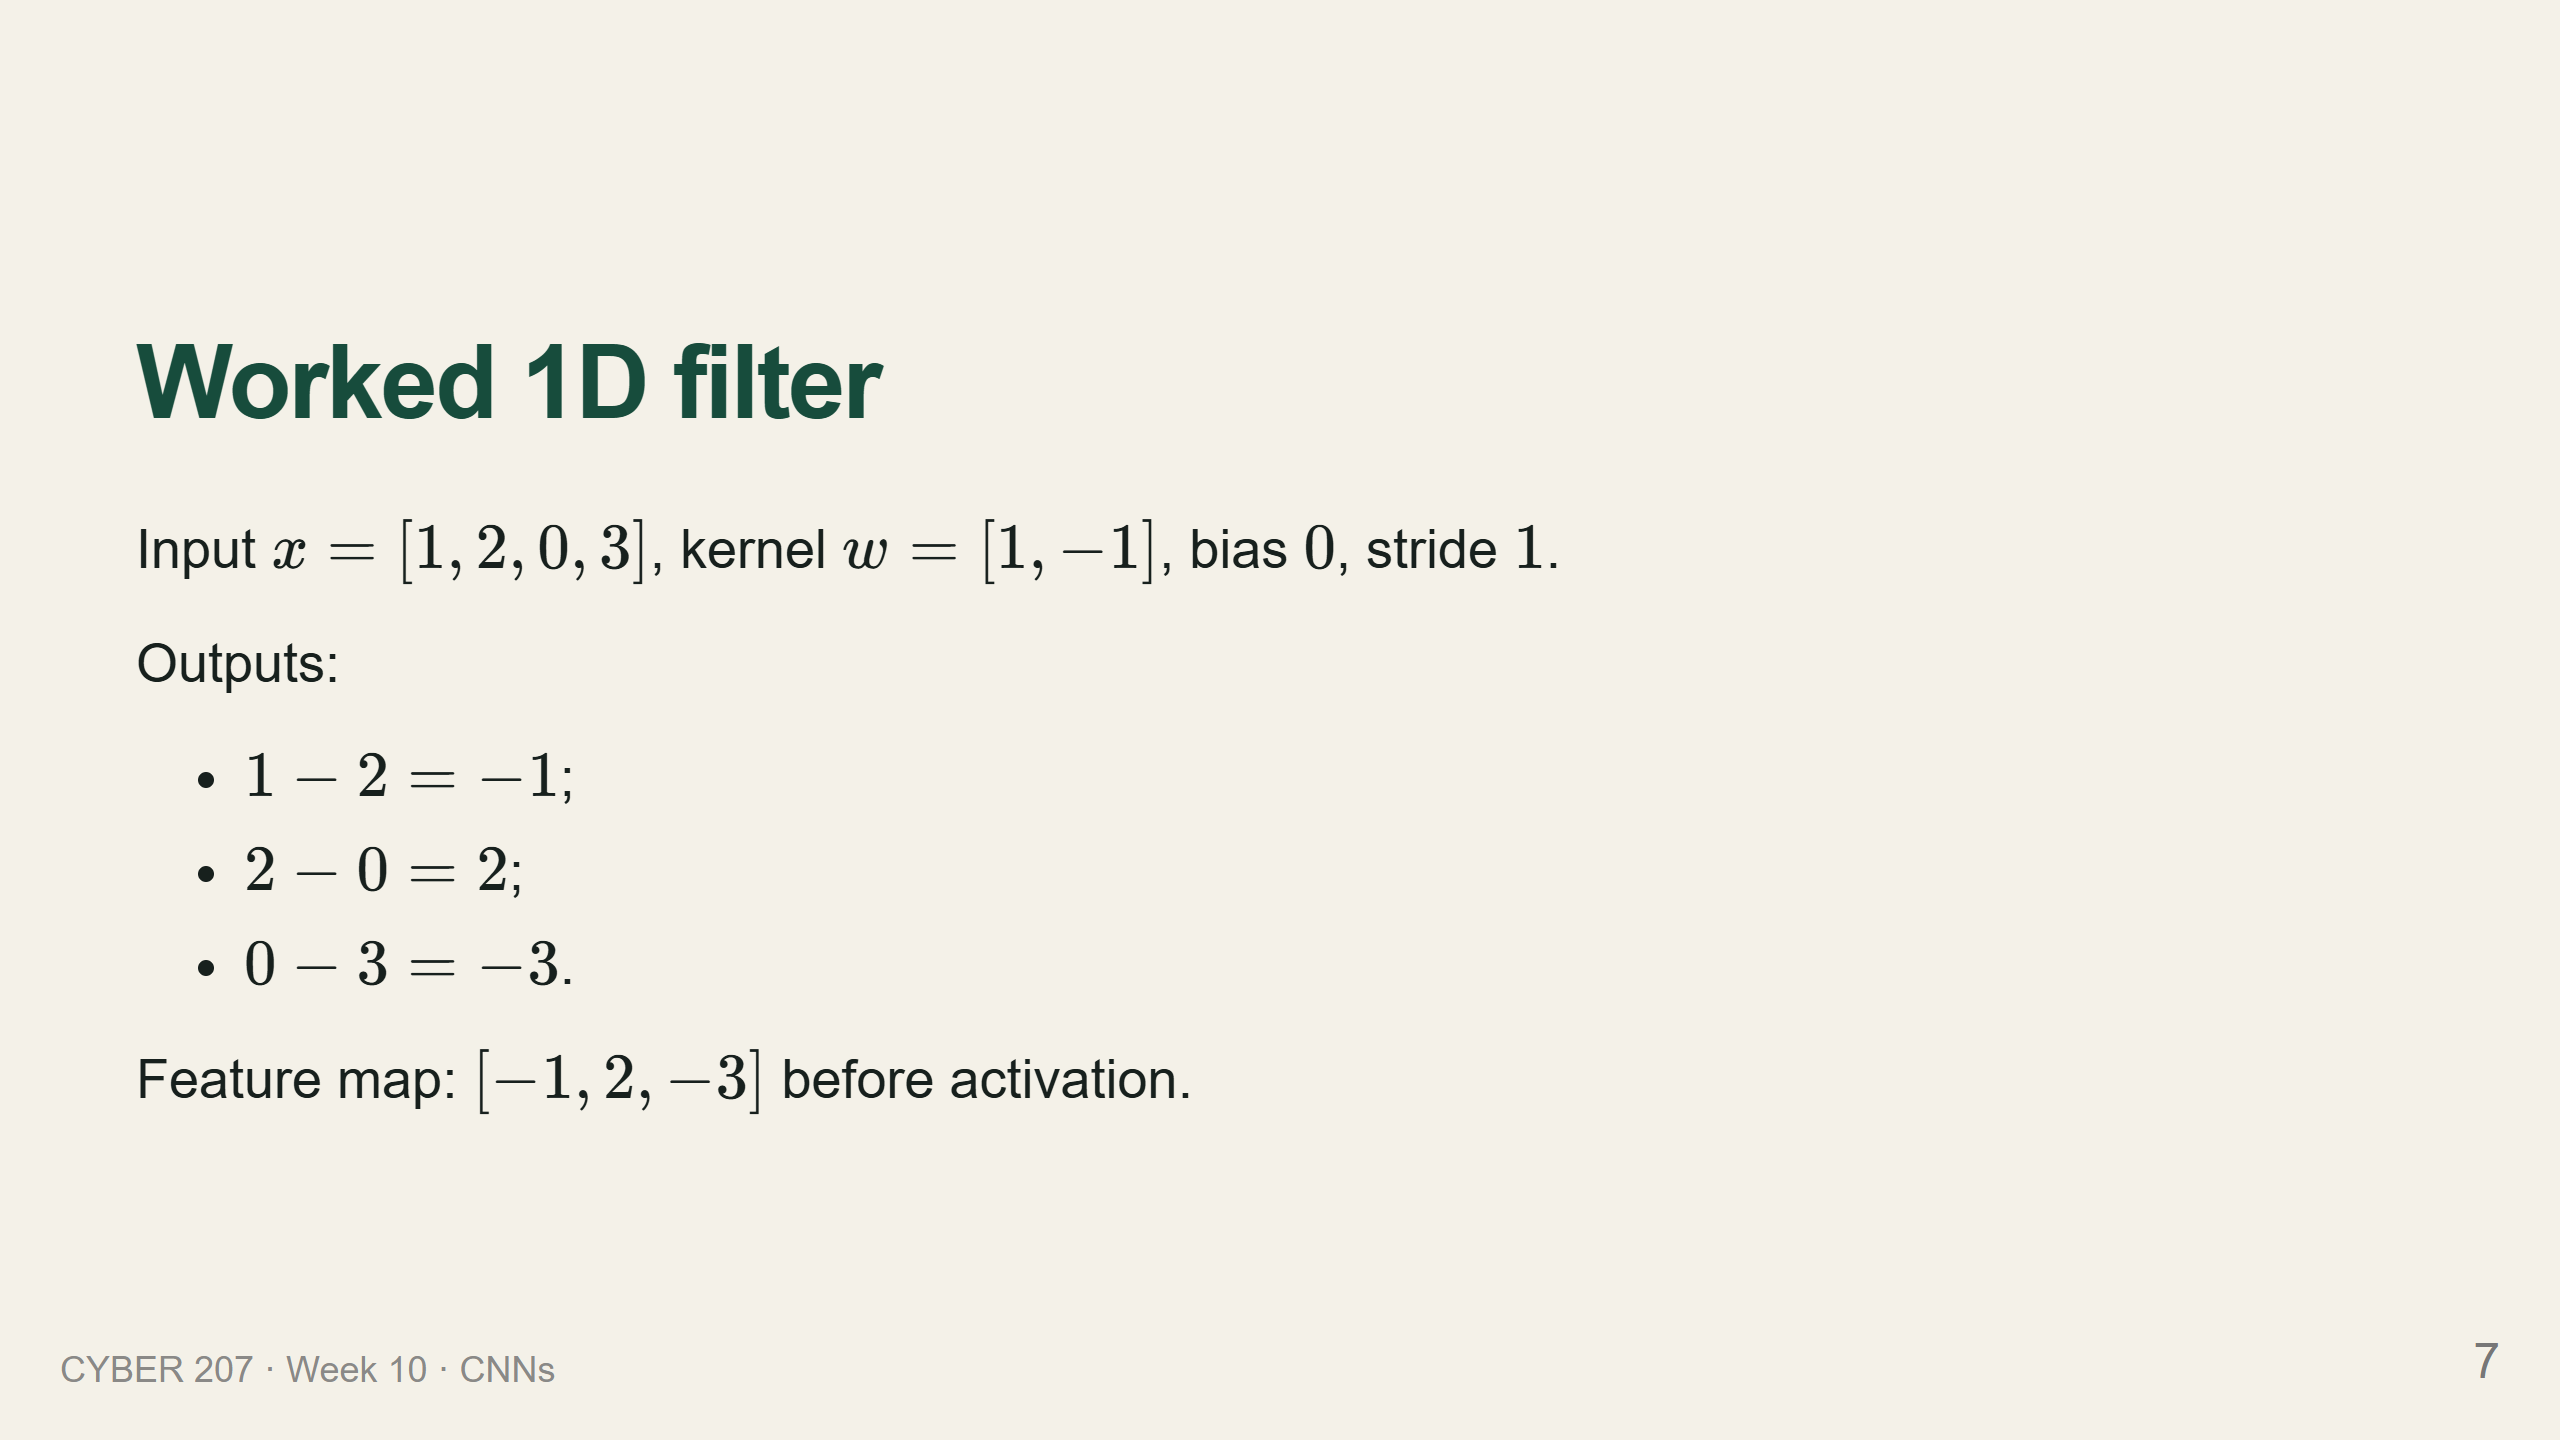 Worked 1D filter
Input x = [1, 2, 0, 3], kernel w = [1, −1], bias 0, stride 1.
Outputs:
• 1 − 2 = −1;
• 2 − 0 = 2;
• 0 − 3 = −3.
Feature map: [−1, 2, −3] before activation.
CYBER 207 · Week 10 · CNNs
7